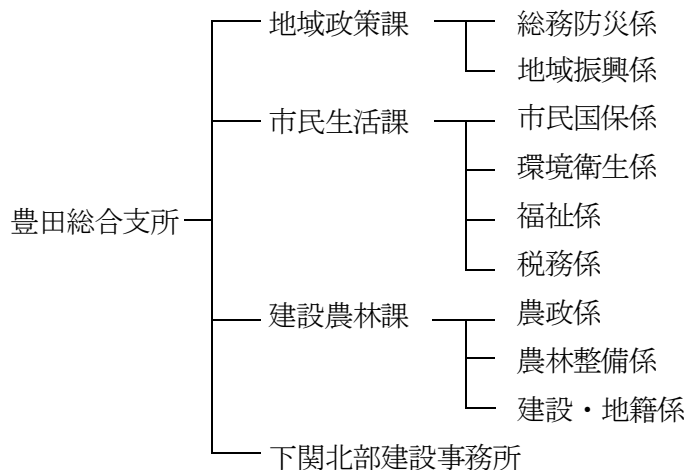 地域政策課 総務防災係
地域振興係
市民生活課 市民国保係
環境衛生係
豊田総合支所 福祉係
税務係
建設農林課 農政係
農林整備係
建設・地籍係
下関北部建設事務所